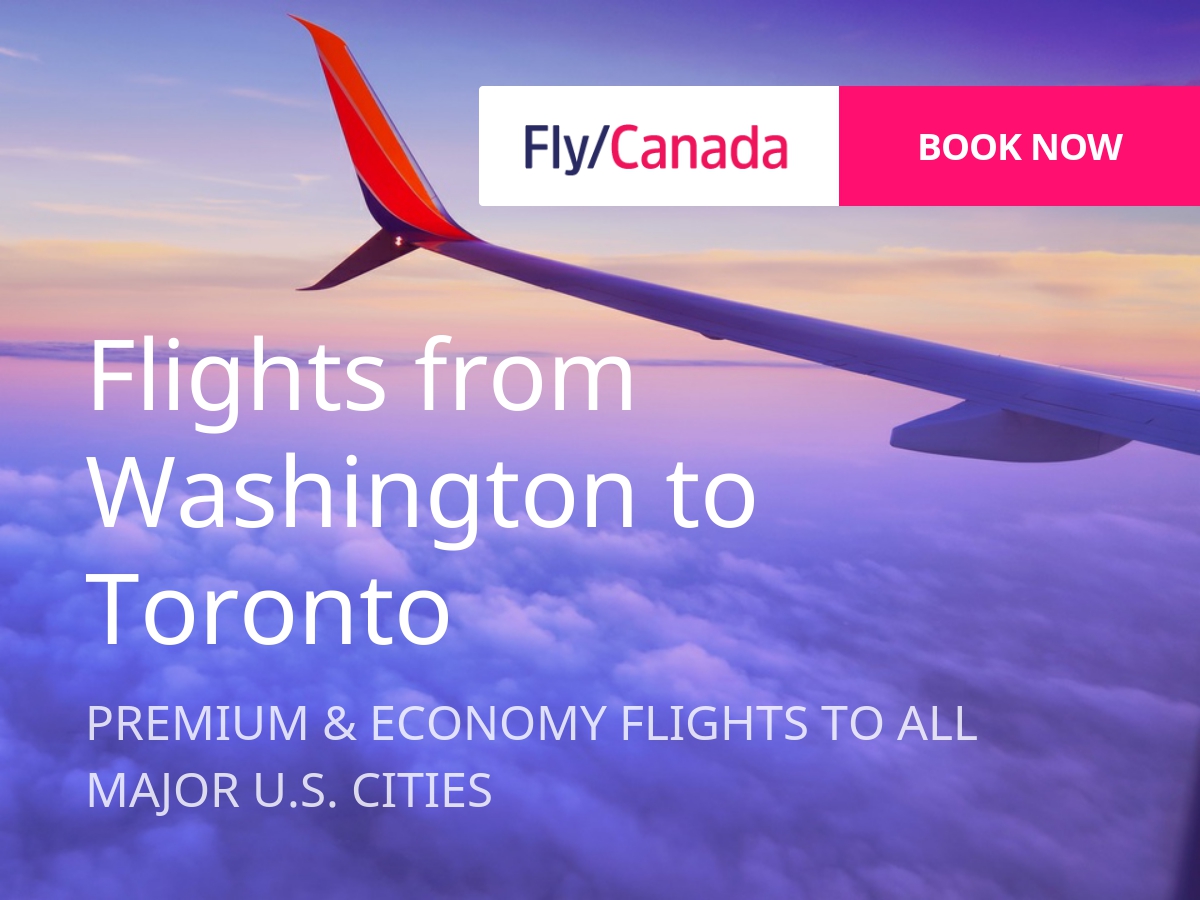 Fly/Canada
BOOK NOW
Flights from
Washington to
Toronto
PREMIUM & ECONOMY FLIGHTS TO ALL
MAJOR U.S. CITIES